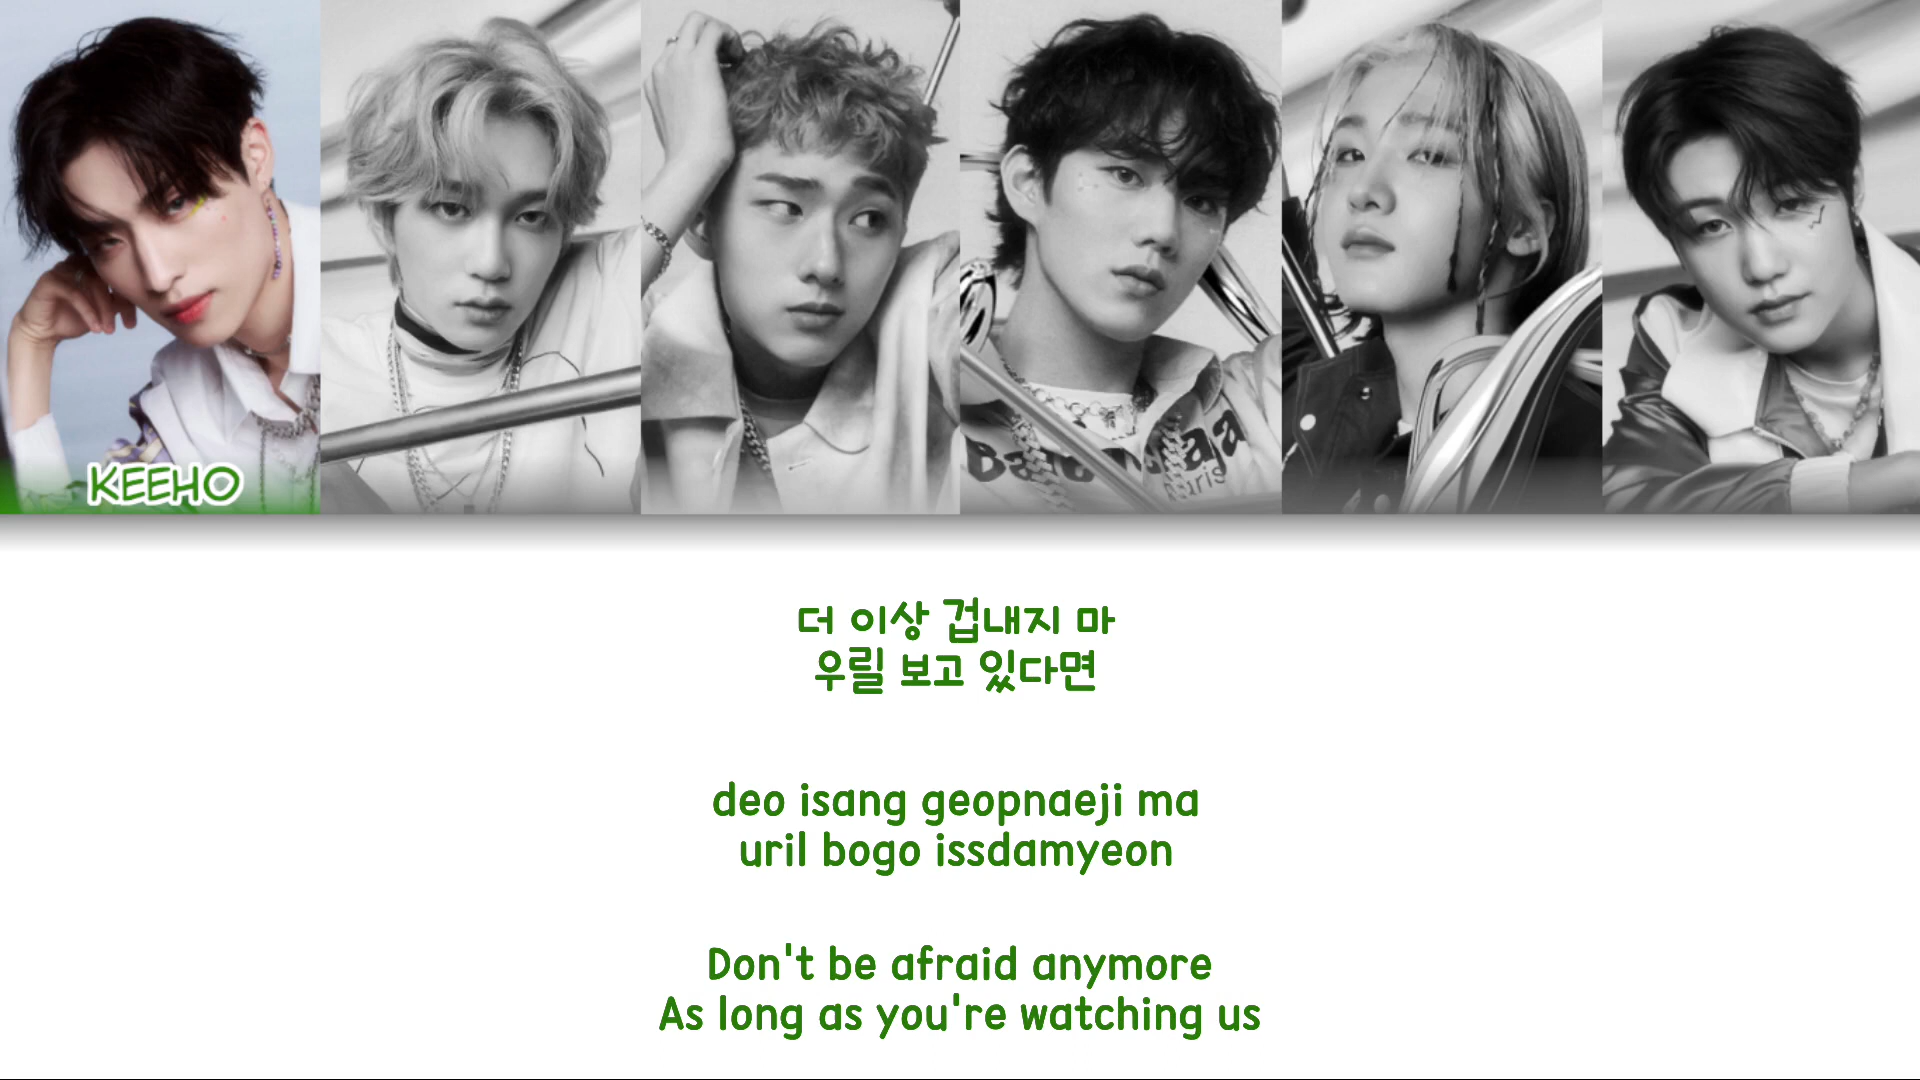 KEEHO
더 이상 겁내지 마
우릴 보고 있다면
deo isang geopnaeji ma
uril bogo issdamyeon
Don't be afraid anymore
As long as you're watching us